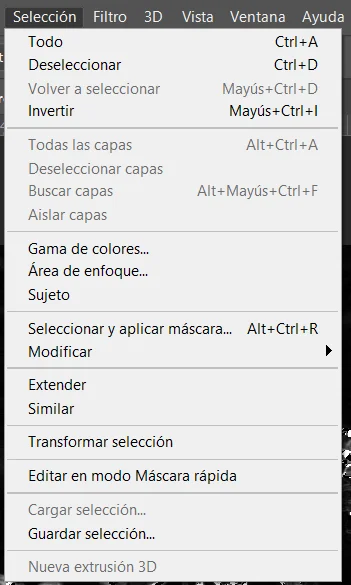 Selección Filtro 3D Vista Ventana Ayuda
Todo Ctrl+A
Deseleccionar Ctrl+D
Volver a seleccionar Mayús+Ctrl+D
Invertir Mayús+Ctrl+I
Todas las capas Alt+Ctrl+A
Deseleccionar capas
Buscar capas Alt+Mayús+Ctrl+F
Aislar capas
Gama de colores...
Área de enfoque...
Sujeto
Seleccionar y aplicar máscara... Alt+Ctrl+R
Modificar
Extender
Similar
Transformar selección
Editar en modo Máscara rápida
Cargar selección...
Guardar selección...
Nueva extrusión 3D